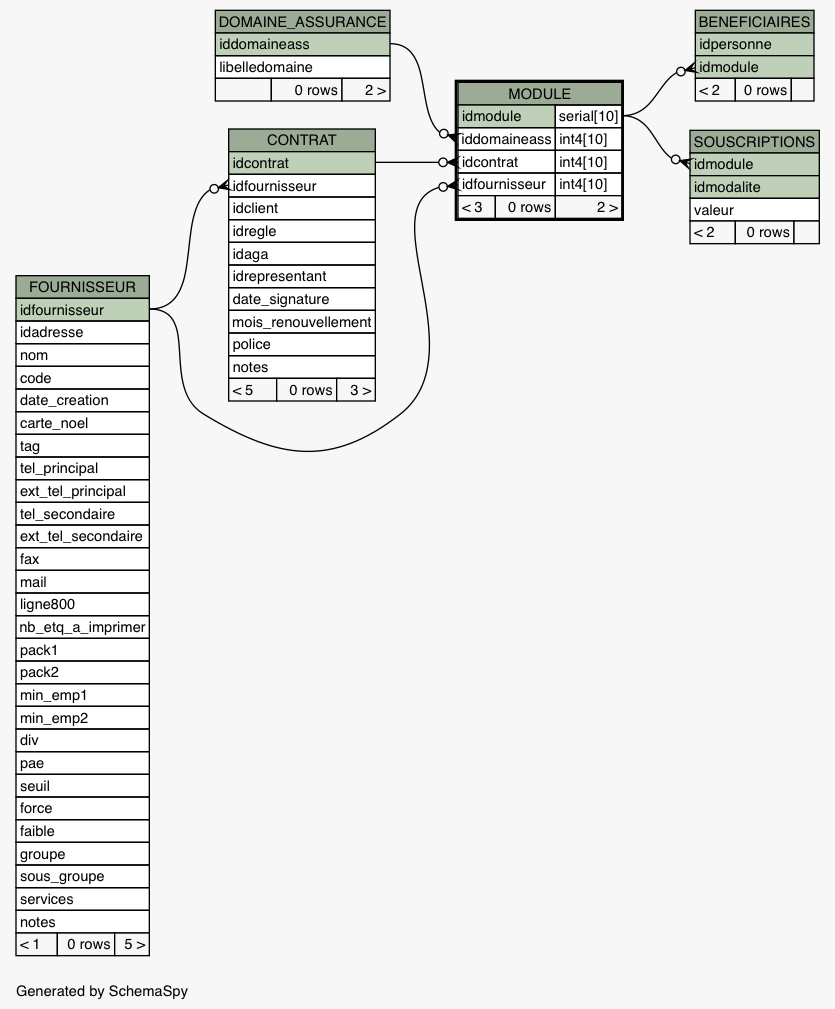 DOMAINE_ASSURANCE
iddomaineass
libelledomaine
0 rows 2 >
BENEFICIAIRES
idpersonne
idmodule
< 2 0 rows
MODULE
idmodule serial[10]
iddomaineass int4[10]
idcontrat int4[10]
idfournisseur int4[10]
< 3 0 rows 2 >
CONTRAT
idcontrat
idfournisseur
idclient
idregle
idaga
idrepresentant
date_signature
mois_renouvellement
police
notes
< 5 0 rows 3 >
SOUSCRIPTIONS
idmodule
idmodalite
valeur
< 2 0 rows
FOURNISSEUR
idfournisseur
idadresse
nom
code
date_creation
carte_noel
tag
tel_principal
ext_tel_principal
tel_secondaire
ext_tel_secondaire
fax
mail
ligne800
nb_etq_a_imprimer
pack1
pack2
min_emp1
min_emp2
div
pae
seuil
force
faible
groupe
sous_groupe
services
notes
< 1 0 rows 5 >
Generated by SchemaSpy